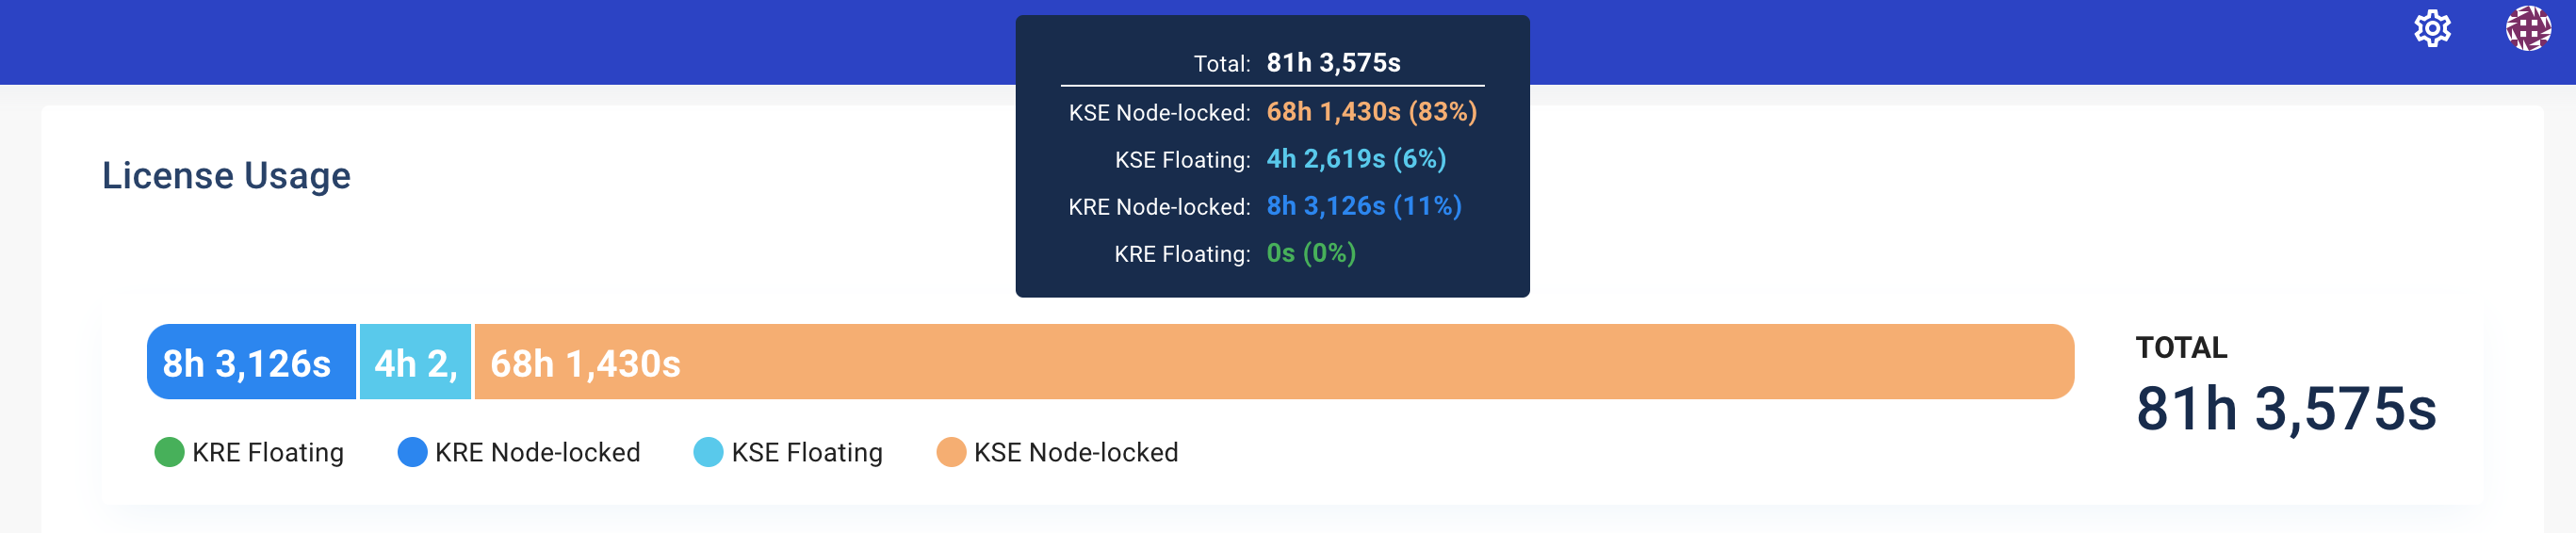 Total: 81h 3,575s
KSE Node-locked: 68h 1,430s (83%)
KSE Floating: 4h 2,619s (6%)
KRE Node-locked: 8h 3,126s (11%)
KRE Floating: 0s (0%)
License Usage
8h 3,126s 4h 2, 68h 1,430s
TOTAL
81h 3,575s
KRE Floating KRE Node-locked KSE Floating KSE Node-locked